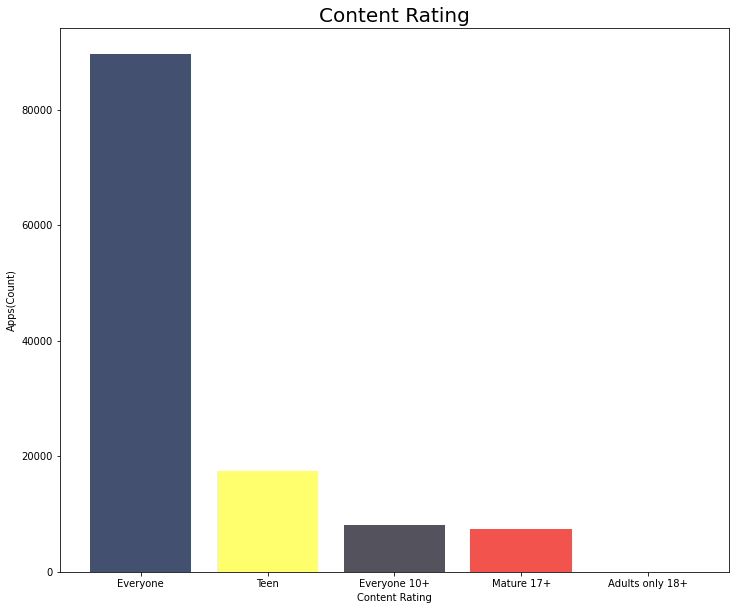 Content Rating
80000
60000
40000
20000
0
Apps(Count)
Everyone Teen Everyone 10+ Mature 17+ Adults only 18+
Content Rating